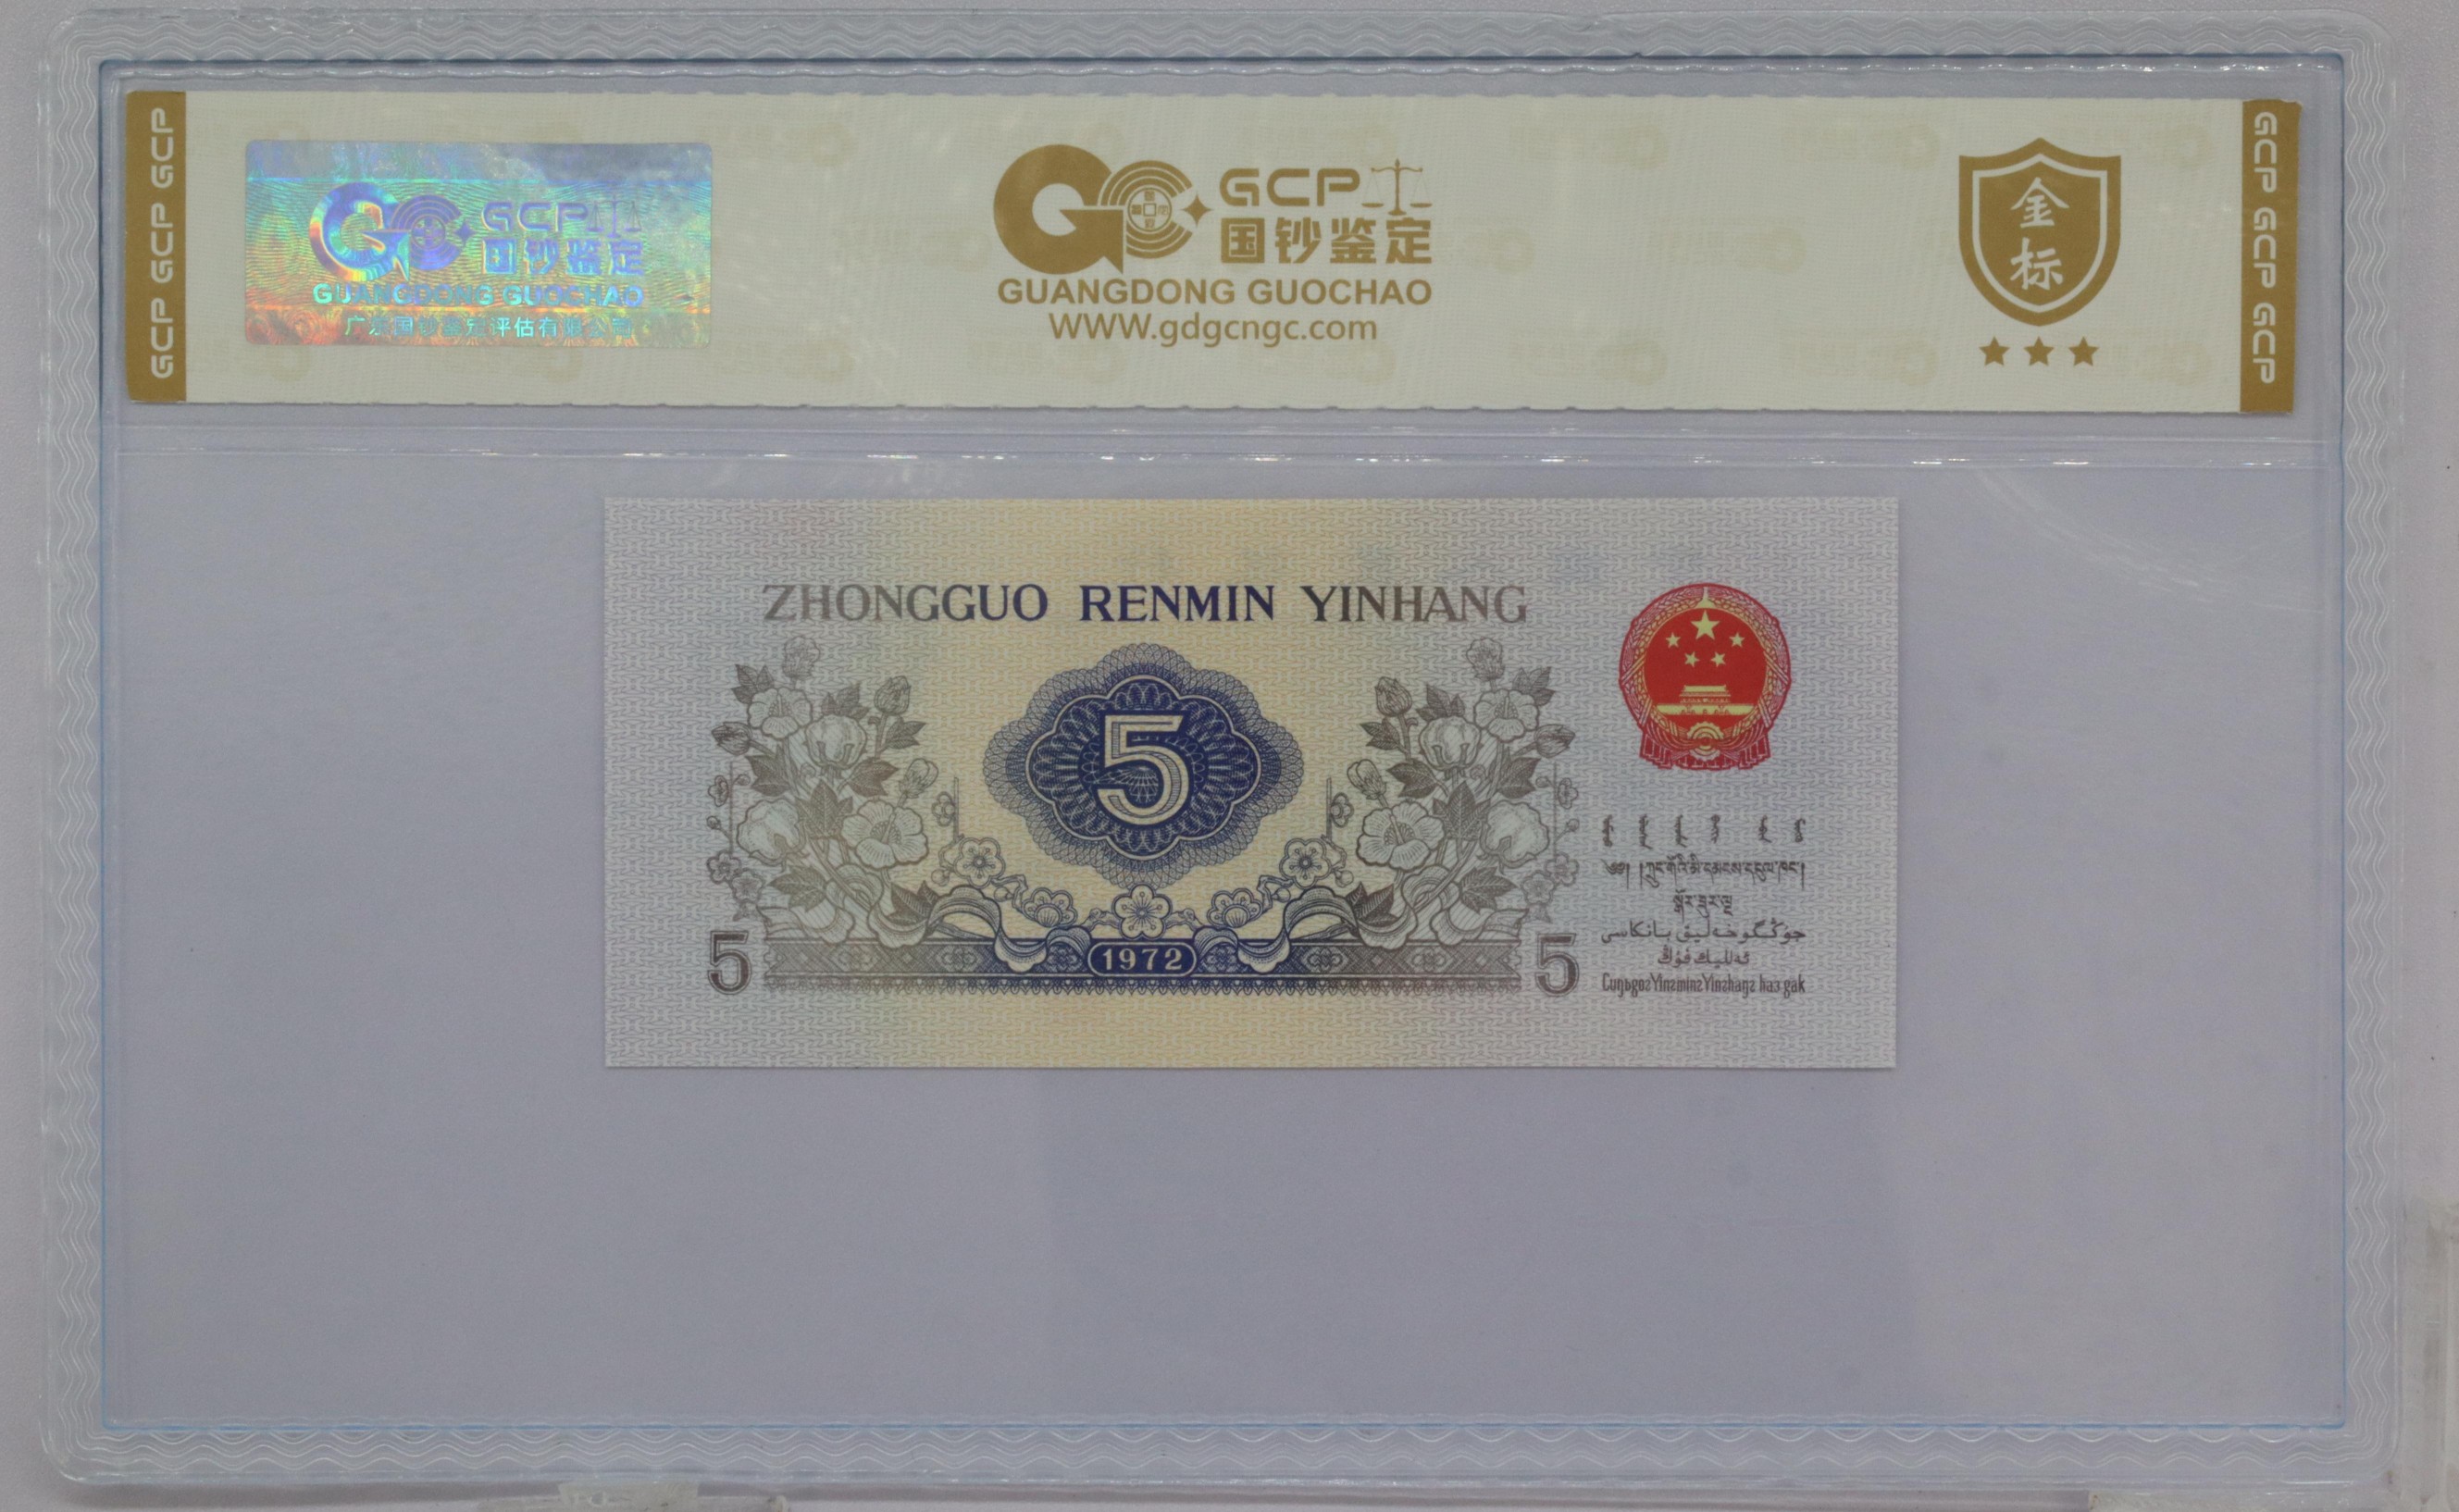 GCP GCP
GCP
国钞鉴定
GUANGDONG GUOCHAO
广东国钞鉴定评估有限公司
GCP
国钞鉴定
GUANGDONG GUOCHAO
WWW.gdgcngc.com
金
标
GCP GCP GCP
ZHONGGUO RENMIN YINHANG
5
1972
5
5
جۇڭگوخەلىق بانكاسى